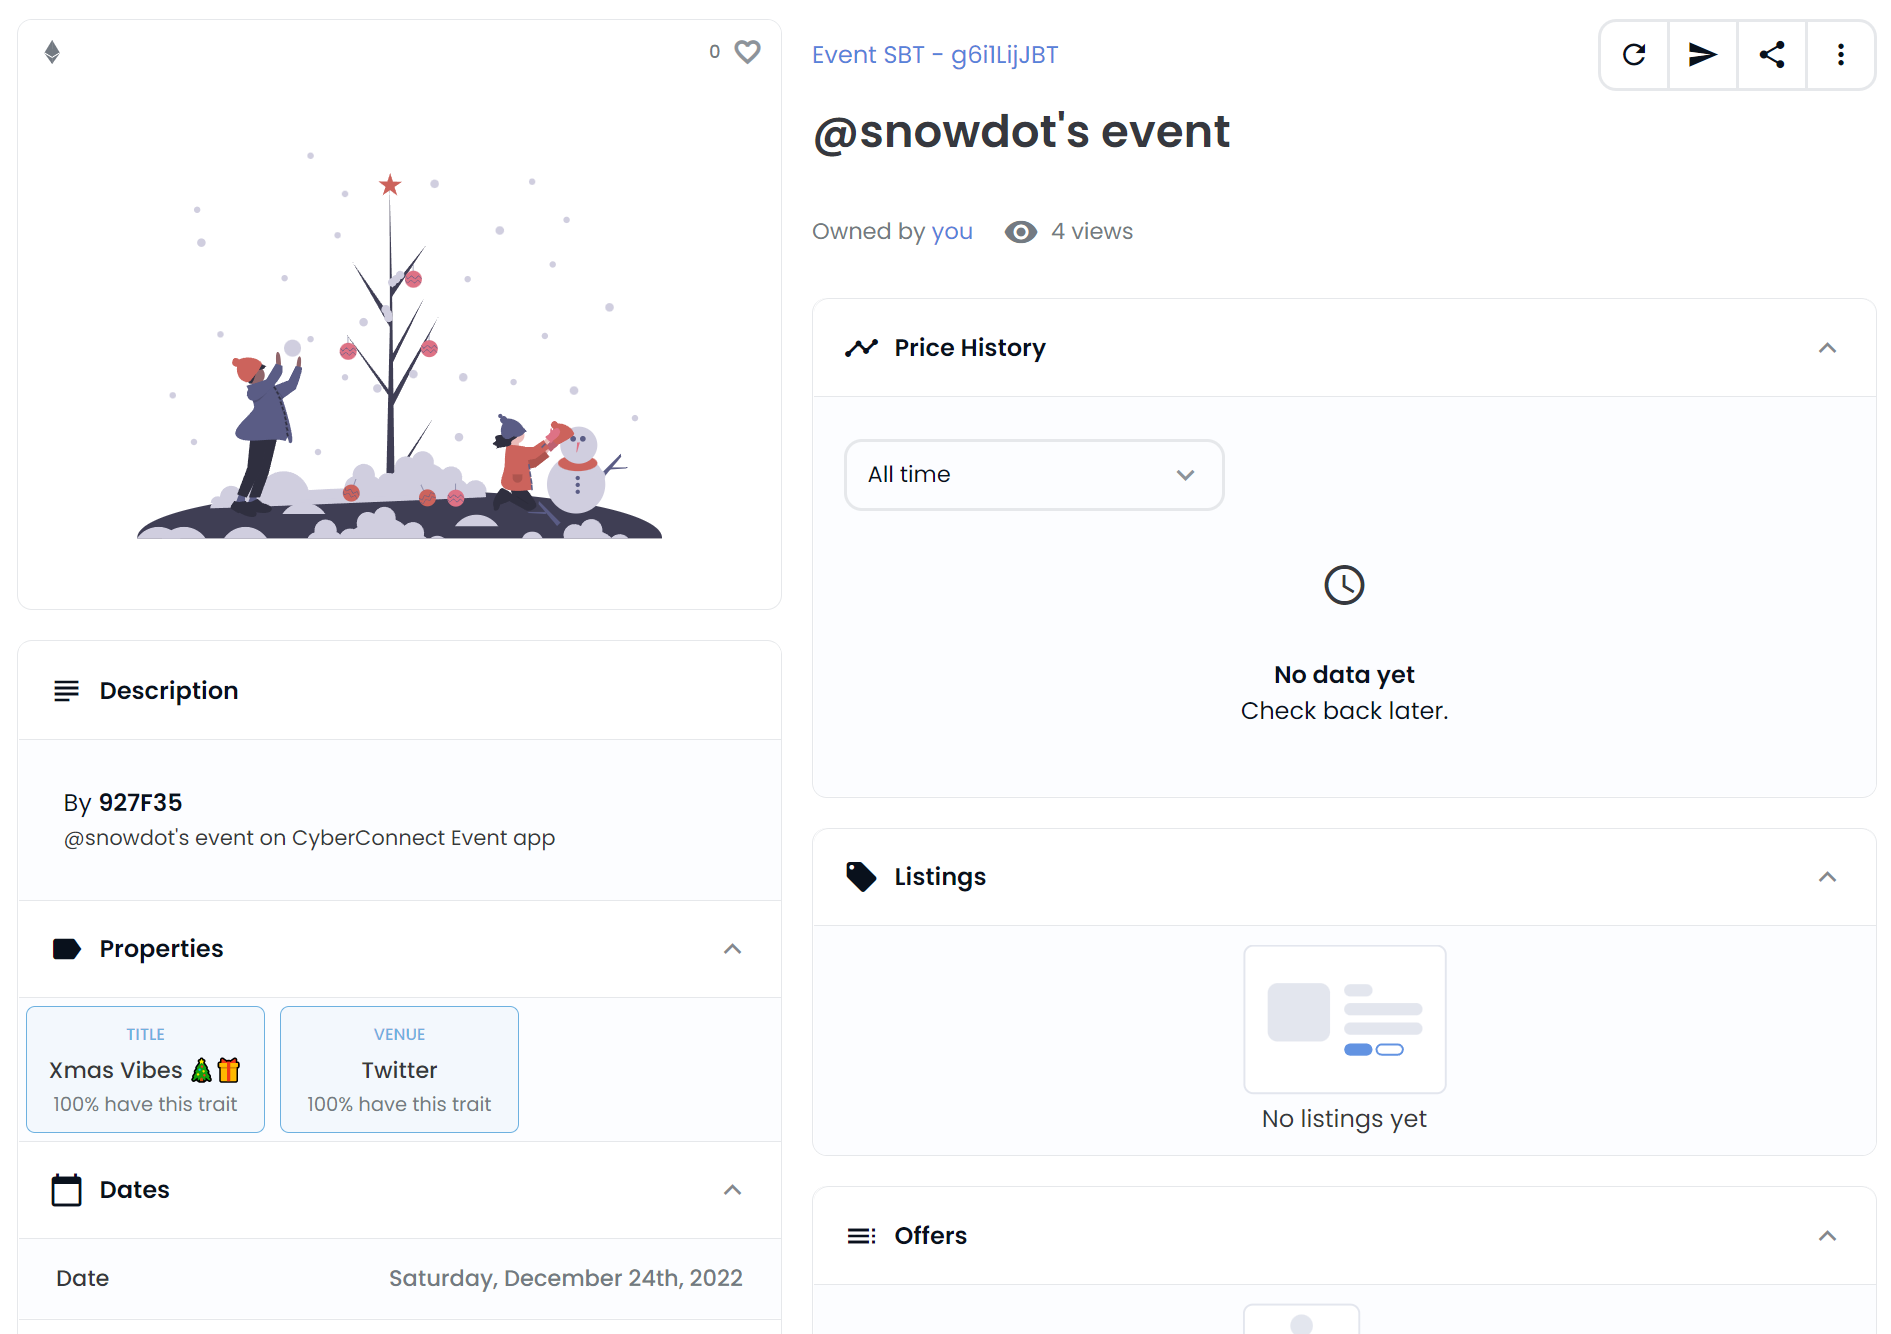 0
Event SBT - g6i1LijJBT
@snowdot's event
Owned by you
4 views
Price History
All time
No data yet
Check back later.
Description
By 927F35
@snowdot's event on CyberConnect Event app
Properties
TITLE
Xmas Vibes 🎄🎁
100% have this trait
VENUE
Twitter
100% have this trait
Dates
Date
Saturday, December 24th, 2022
Listings
No listings yet
Offers